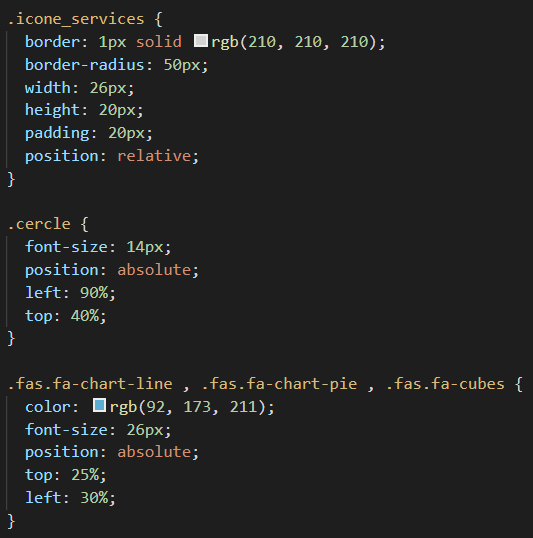 .icone_services {
border: 1px solid rgb(210, 210, 210);
border-radius: 50px;
width: 26px;
height: 20px;
padding: 20px;
position: relative;
}
.cercle {
font-size: 14px;
position: absolute;
left: 90%;
top: 40%;
}
.fas.fa-chart-line , .fas.fa-chart-pie , .fas.fa-cubes {
color: rgb(92, 173, 211);
font-size: 26px;
position: absolute;
top: 25%;
left: 30%;
}